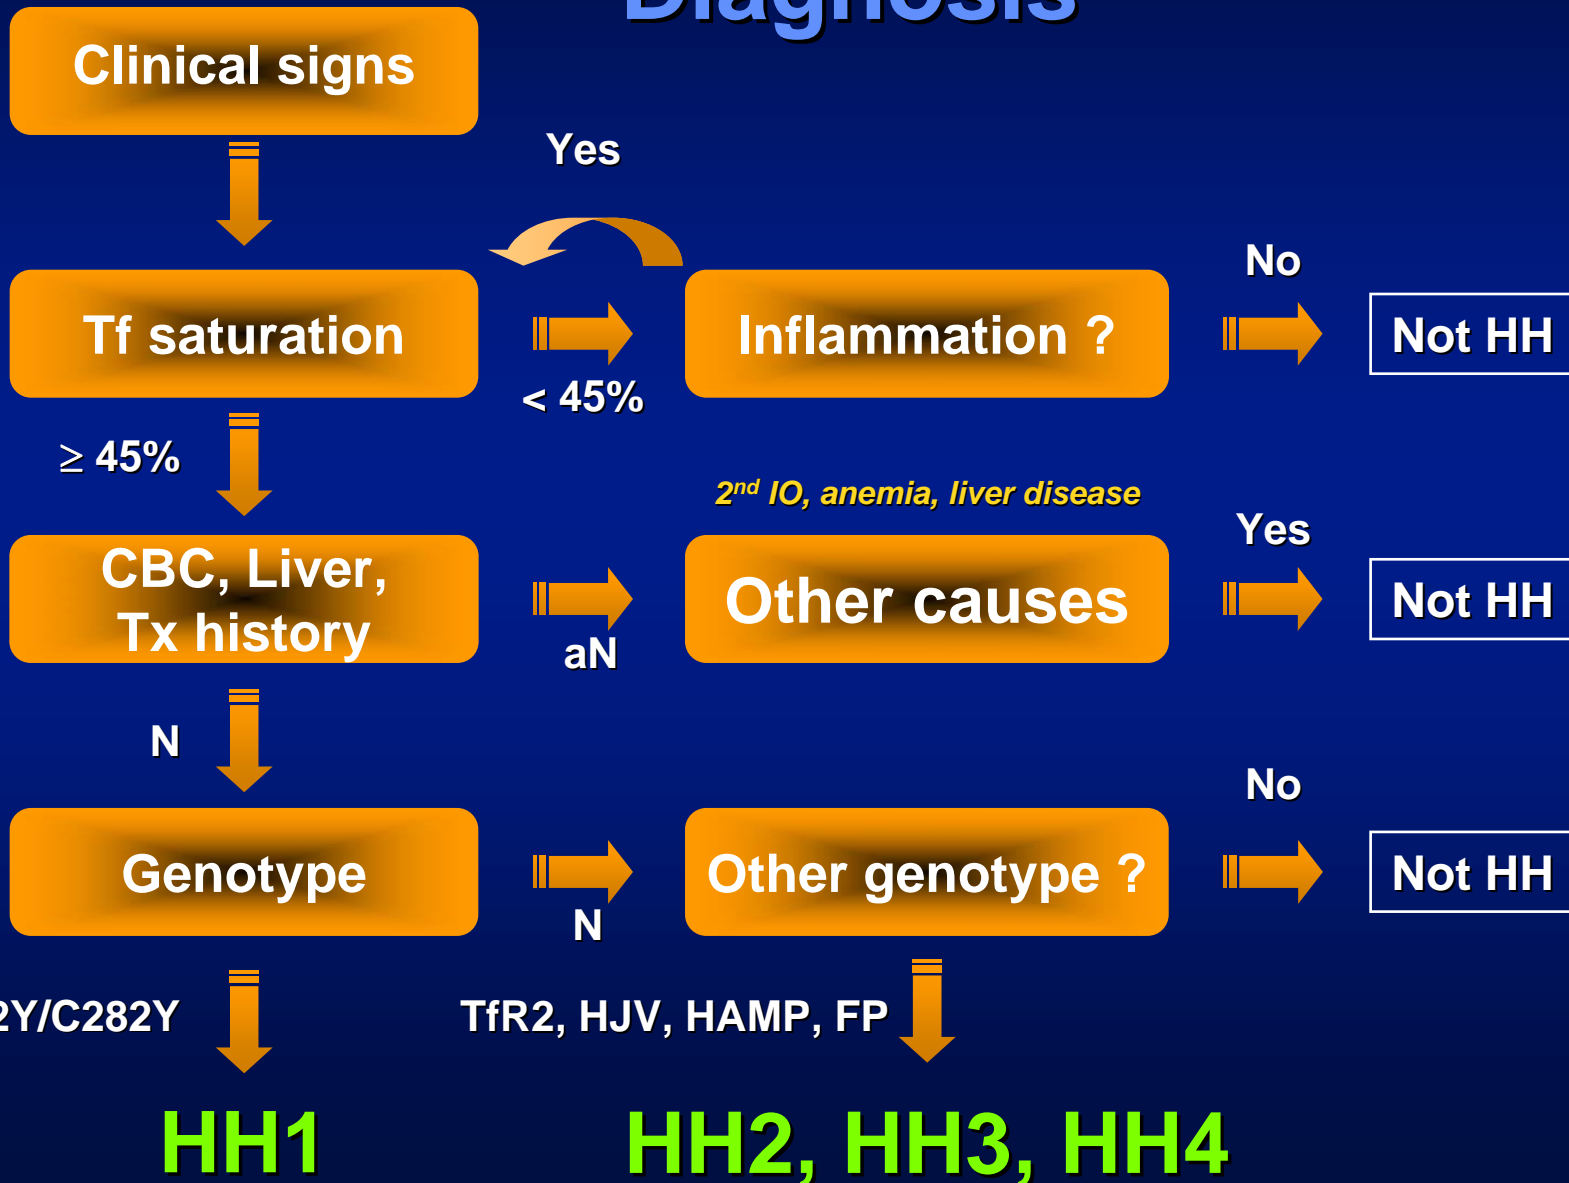 Diagnosis
Clinical signs
Yes
No
Tf saturation
Inflammation ?
Not HH
< 45%
≥ 45%
2nd IO, anemia, liver disease
Yes
CBC, Liver,
Tx history
Other causes
Not HH
aN
N
No
Genotype
Other genotype ?
Not HH
N
2Y/C282Y
TfR2, HJV, HAMP, FP
HH1
HH2, HH3, HH4